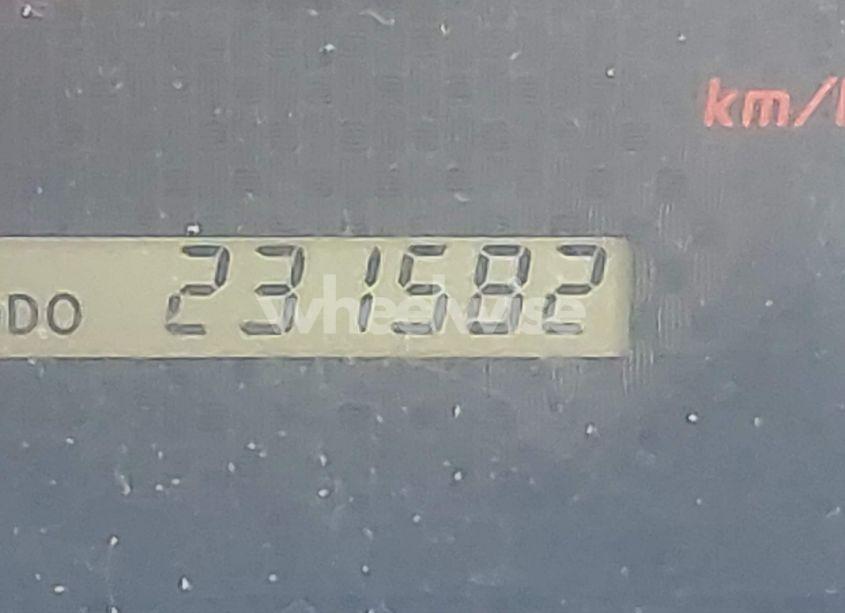 km/
DO 231582
wheelwise